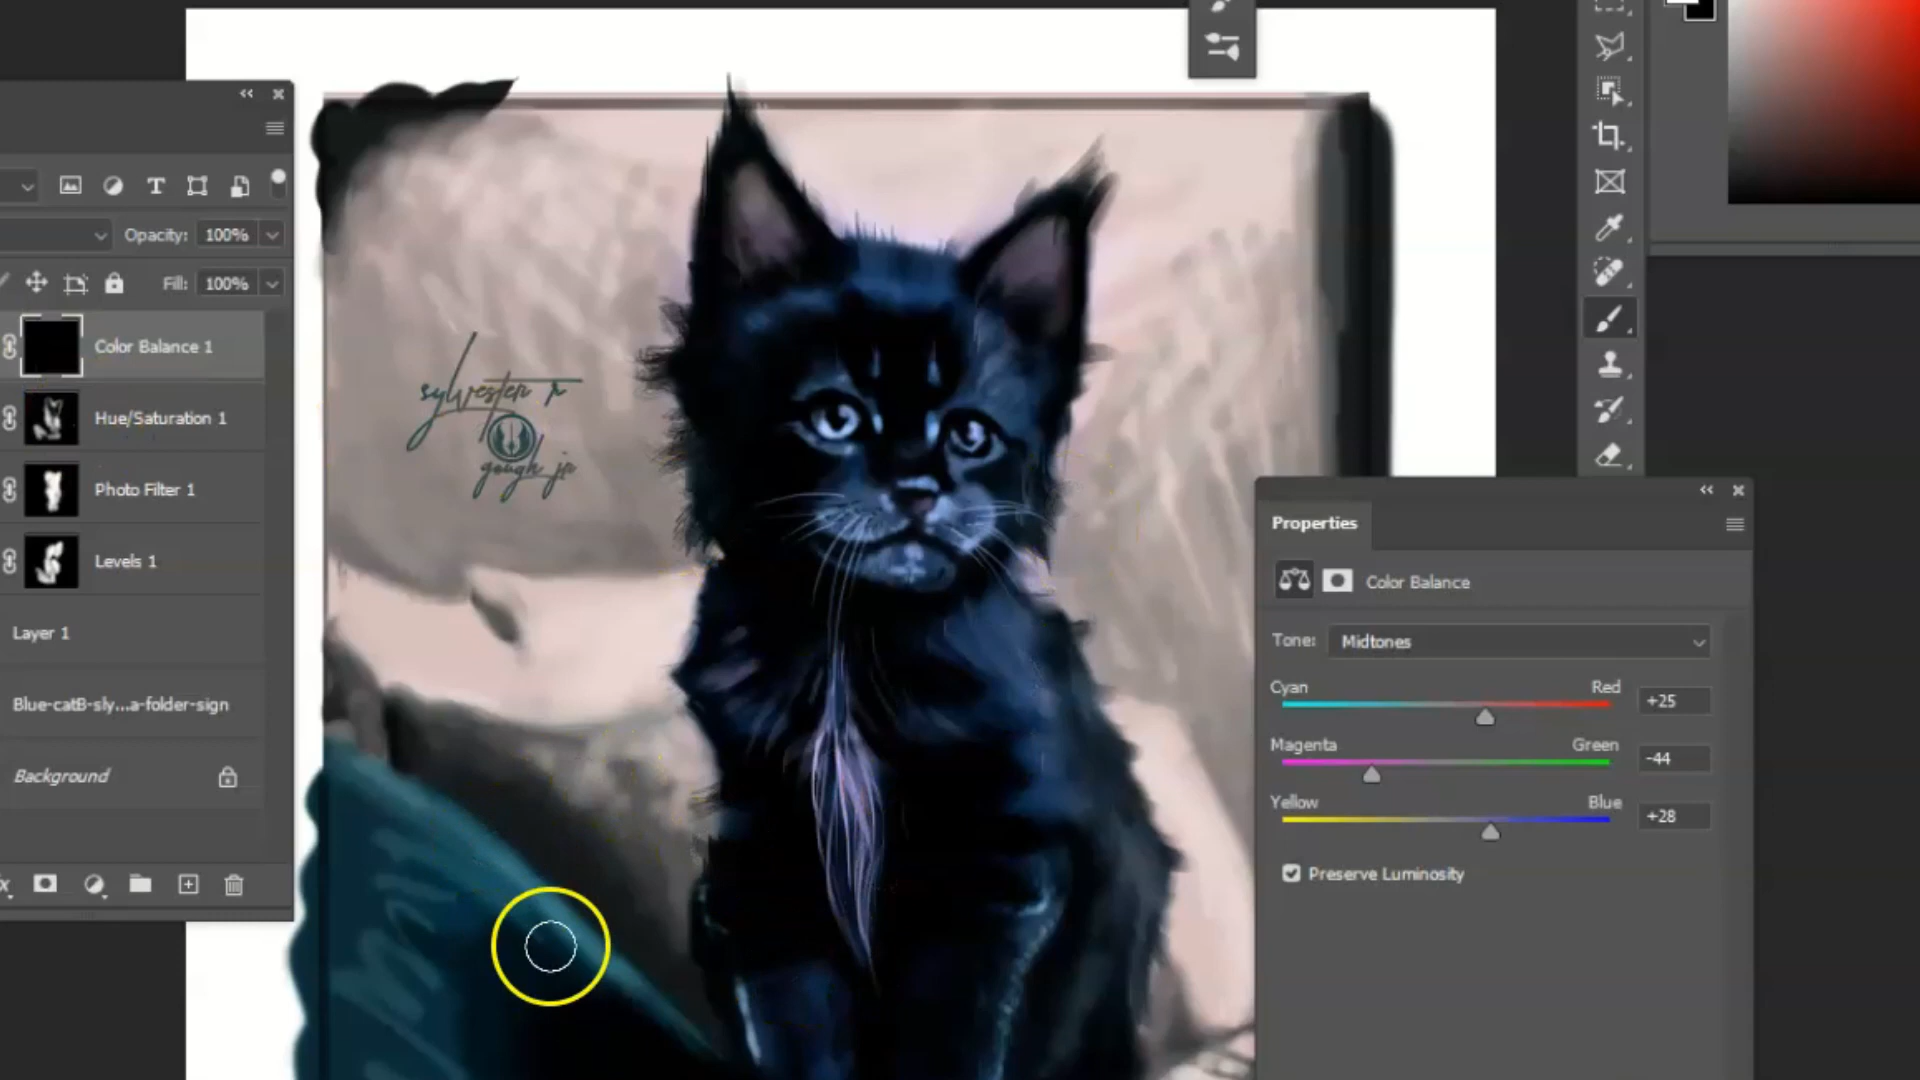 Opacity: 100%
Fill: 100%
Color Balance 1
Hue/Saturation 1
Photo Filter 1
Levels 1
Layer 1
Blue-catB-sly...a-folder-sign
Background
sylvester r
gough jr
Properties
Color Balance
Tone: Midtones
Cyan Red +25
Magenta Green -44
Yellow Blue +28
Preserve Luminosity